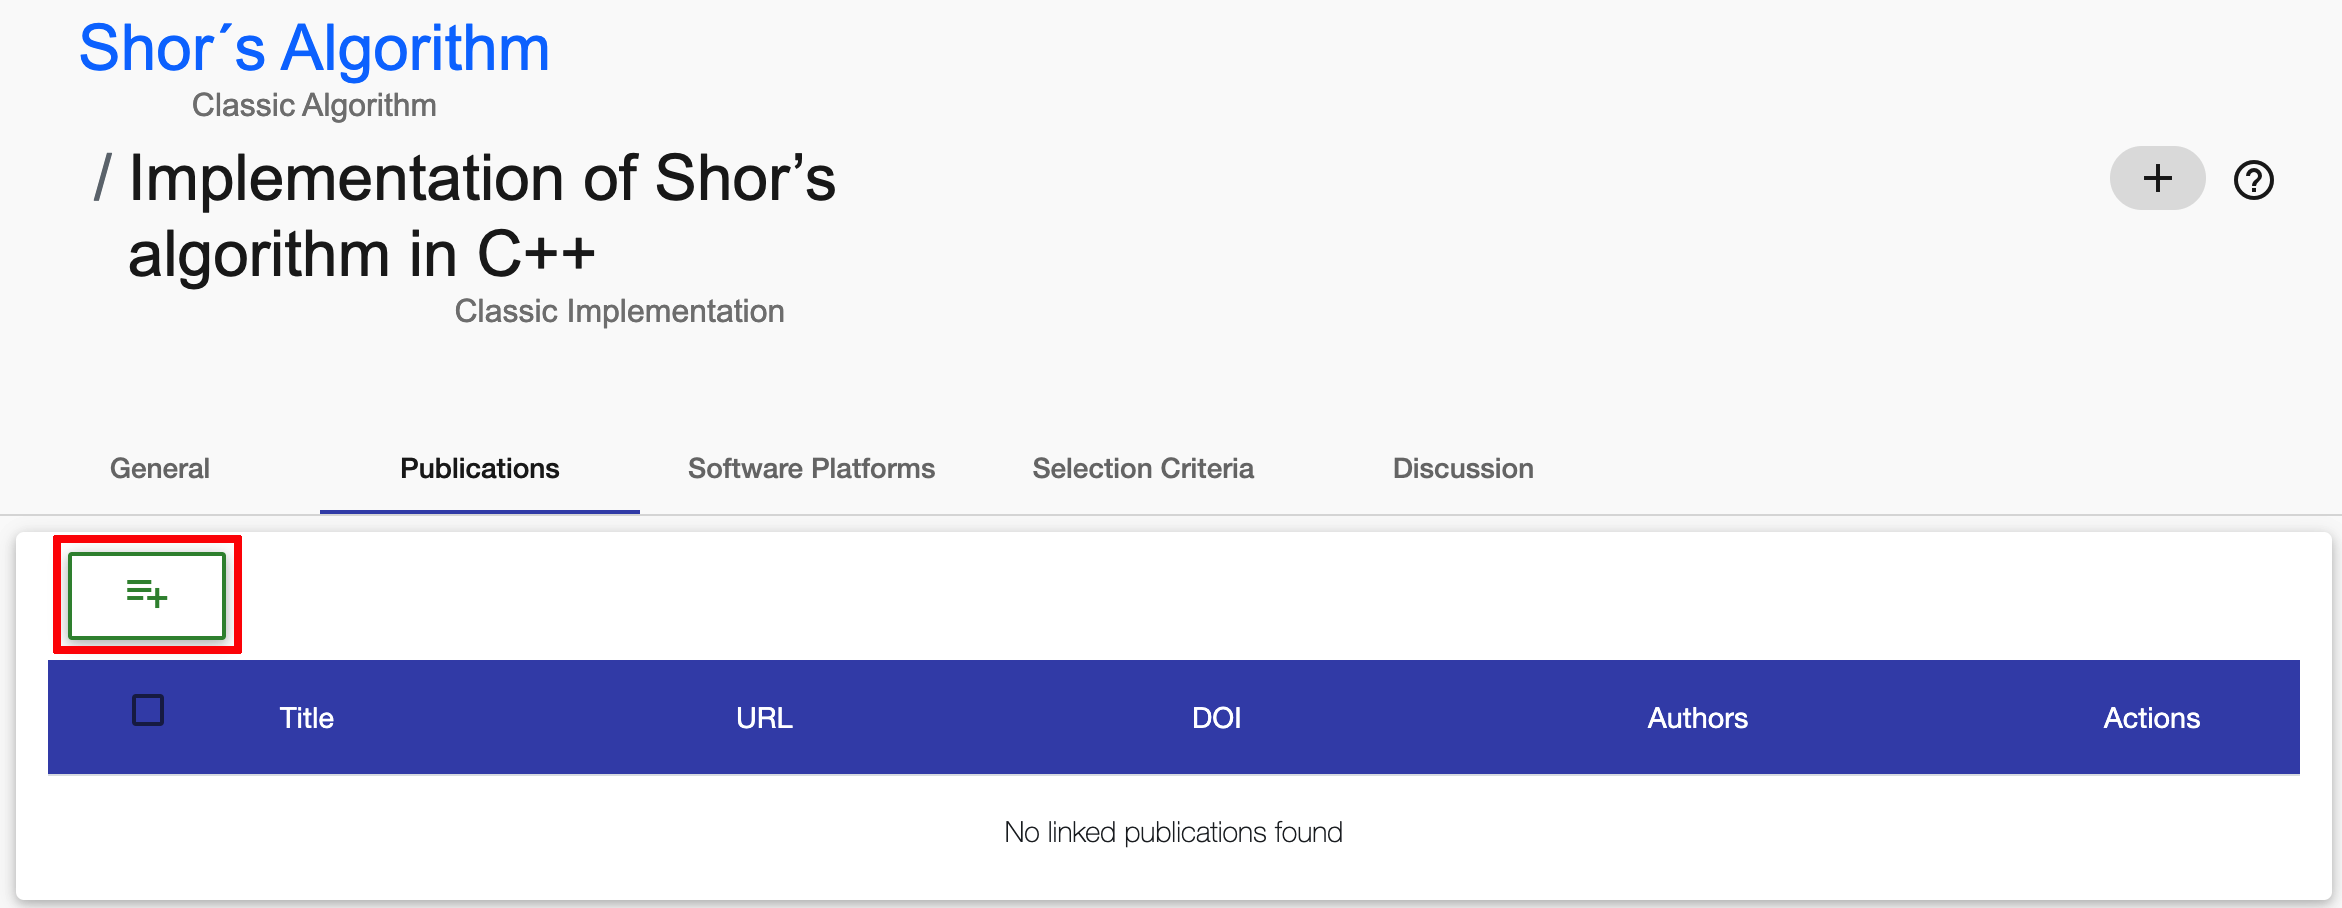 Shor´s Algorithm
Classic Algorithm
/ Implementation of Shor’s
algorithm in C++
Classic Implementation
General Publications Software Platforms Selection Criteria Discussion
Title URL DOI Authors Actions
No linked publications found